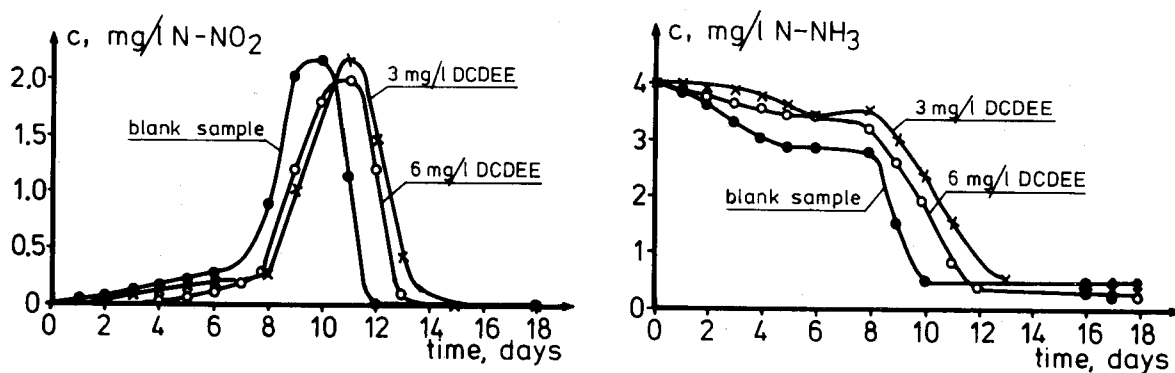 c, mg/l N-NO₂
2.0
1.5
1.0
0.5
0
blank sample
3 mg/l DCDEE
6 mg/l DCDEE
0 2 4 6 8 10 12 14 16 18
time, days
c, mg/l N-NH₃
4
3
2
1
0
3 mg/l DCDEE
6 mg/l DCDEE
blank sample
0 2 4 6 8 10 12 14 16 18
time, days